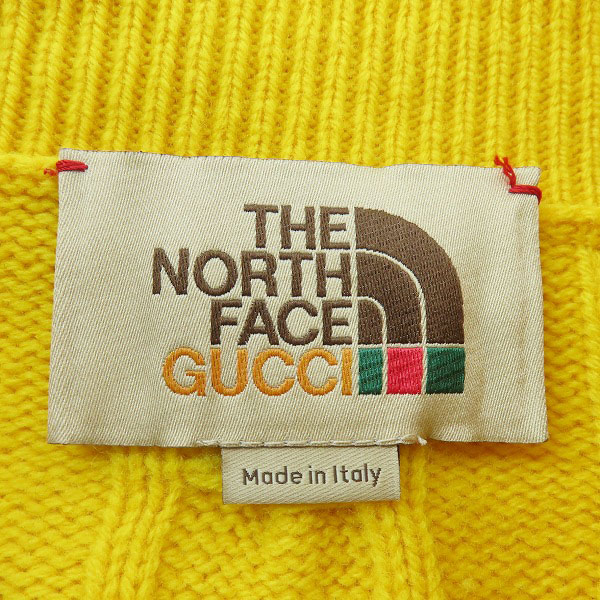 THE
NORTH
FACE
GUCCI
Made in Italy